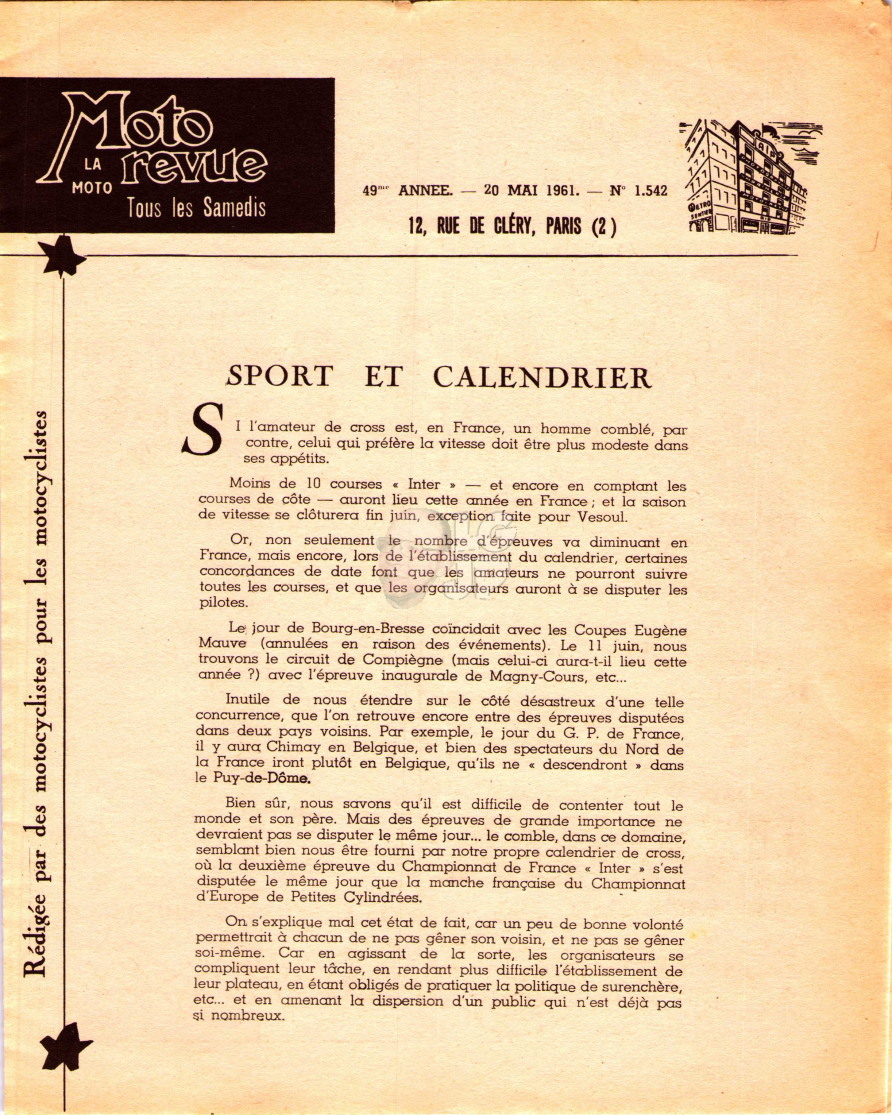 Moto
LA
MOTO
revue
Tous les Samedis
49me ANNEE. — 20 MAI 1961. — N° 1.542
12, RUE DE CLÉRY, PARIS (2)
METRO
SENTIER
Rédigée par des motocyclistes pour les motocyclistes
SPORT ET CALENDRIER
SI l'amateur de cross est, en France, un homme comblé, par
contre, celui qui préfère la vitesse doit être plus modeste dans
ses appétits.
Moins de 10 courses « Inter » — et encore en comptant les
courses de côte — auront lieu cette année en France ; et la saison
de vitesse se clôturera fin juin, exception faite pour Vesoul.
Or, non seulement le nombre d'épreuves va diminuant en
France, mais encore, lors de l'établissement du calendrier, certaines
concordances de date font que les amateurs ne pourront suivre
toutes les courses, et que les organisateurs auront à se disputer les
pilotes.
Le jour de Bourg-en-Bresse coïncidait avec les Coupes Eugène
Mauve (annulées en raison des événements). Le 11 juin, nous
trouvons le circuit de Compiègne (mais celui-ci aura-t-il lieu cette
année ?) avec l'épreuve inaugurale de Magny-Cours, etc...
Inutile de nous étendre sur le côté désastreux d'une telle
concurrence, que l'on retrouve encore entre des épreuves disputées
dans deux pays voisins. Par exemple, le jour du G. P. de France,
il y aura Chimay en Belgique, et bien des spectateurs du Nord de
la France iront plutôt en Belgique, qu'ils ne « descendront » dans
le Puy-de-Dôme.
Bien sûr, nous savons qu'il est difficile de contenter tout le
monde et son père. Mais des épreuves de grande importance ne
devraient pas se disputer le même jour... le comble, dans ce domaine,
semblant bien nous être fourni par notre propre calendrier de cross,
où la deuxième épreuve du Championnat de France « Inter » s'est
disputée le même jour que la manche française du Championnat
d'Europe de Petites Cylindrées.
On s'explique mal cet état de fait, car un peu de bonne volonté
permettrait à chacun de ne pas gêner son voisin, et ne pas se gêner
soi-même. Car en agissant de la sorte, les organisateurs se
compliquent leur tâche, en rendant plus difficile l'établissement de
leur plateau, en étant obligés de pratiquer la politique de surenchère,
etc... et en amenant la dispersion d'un public qui n'est déjà pas
si nombreux.